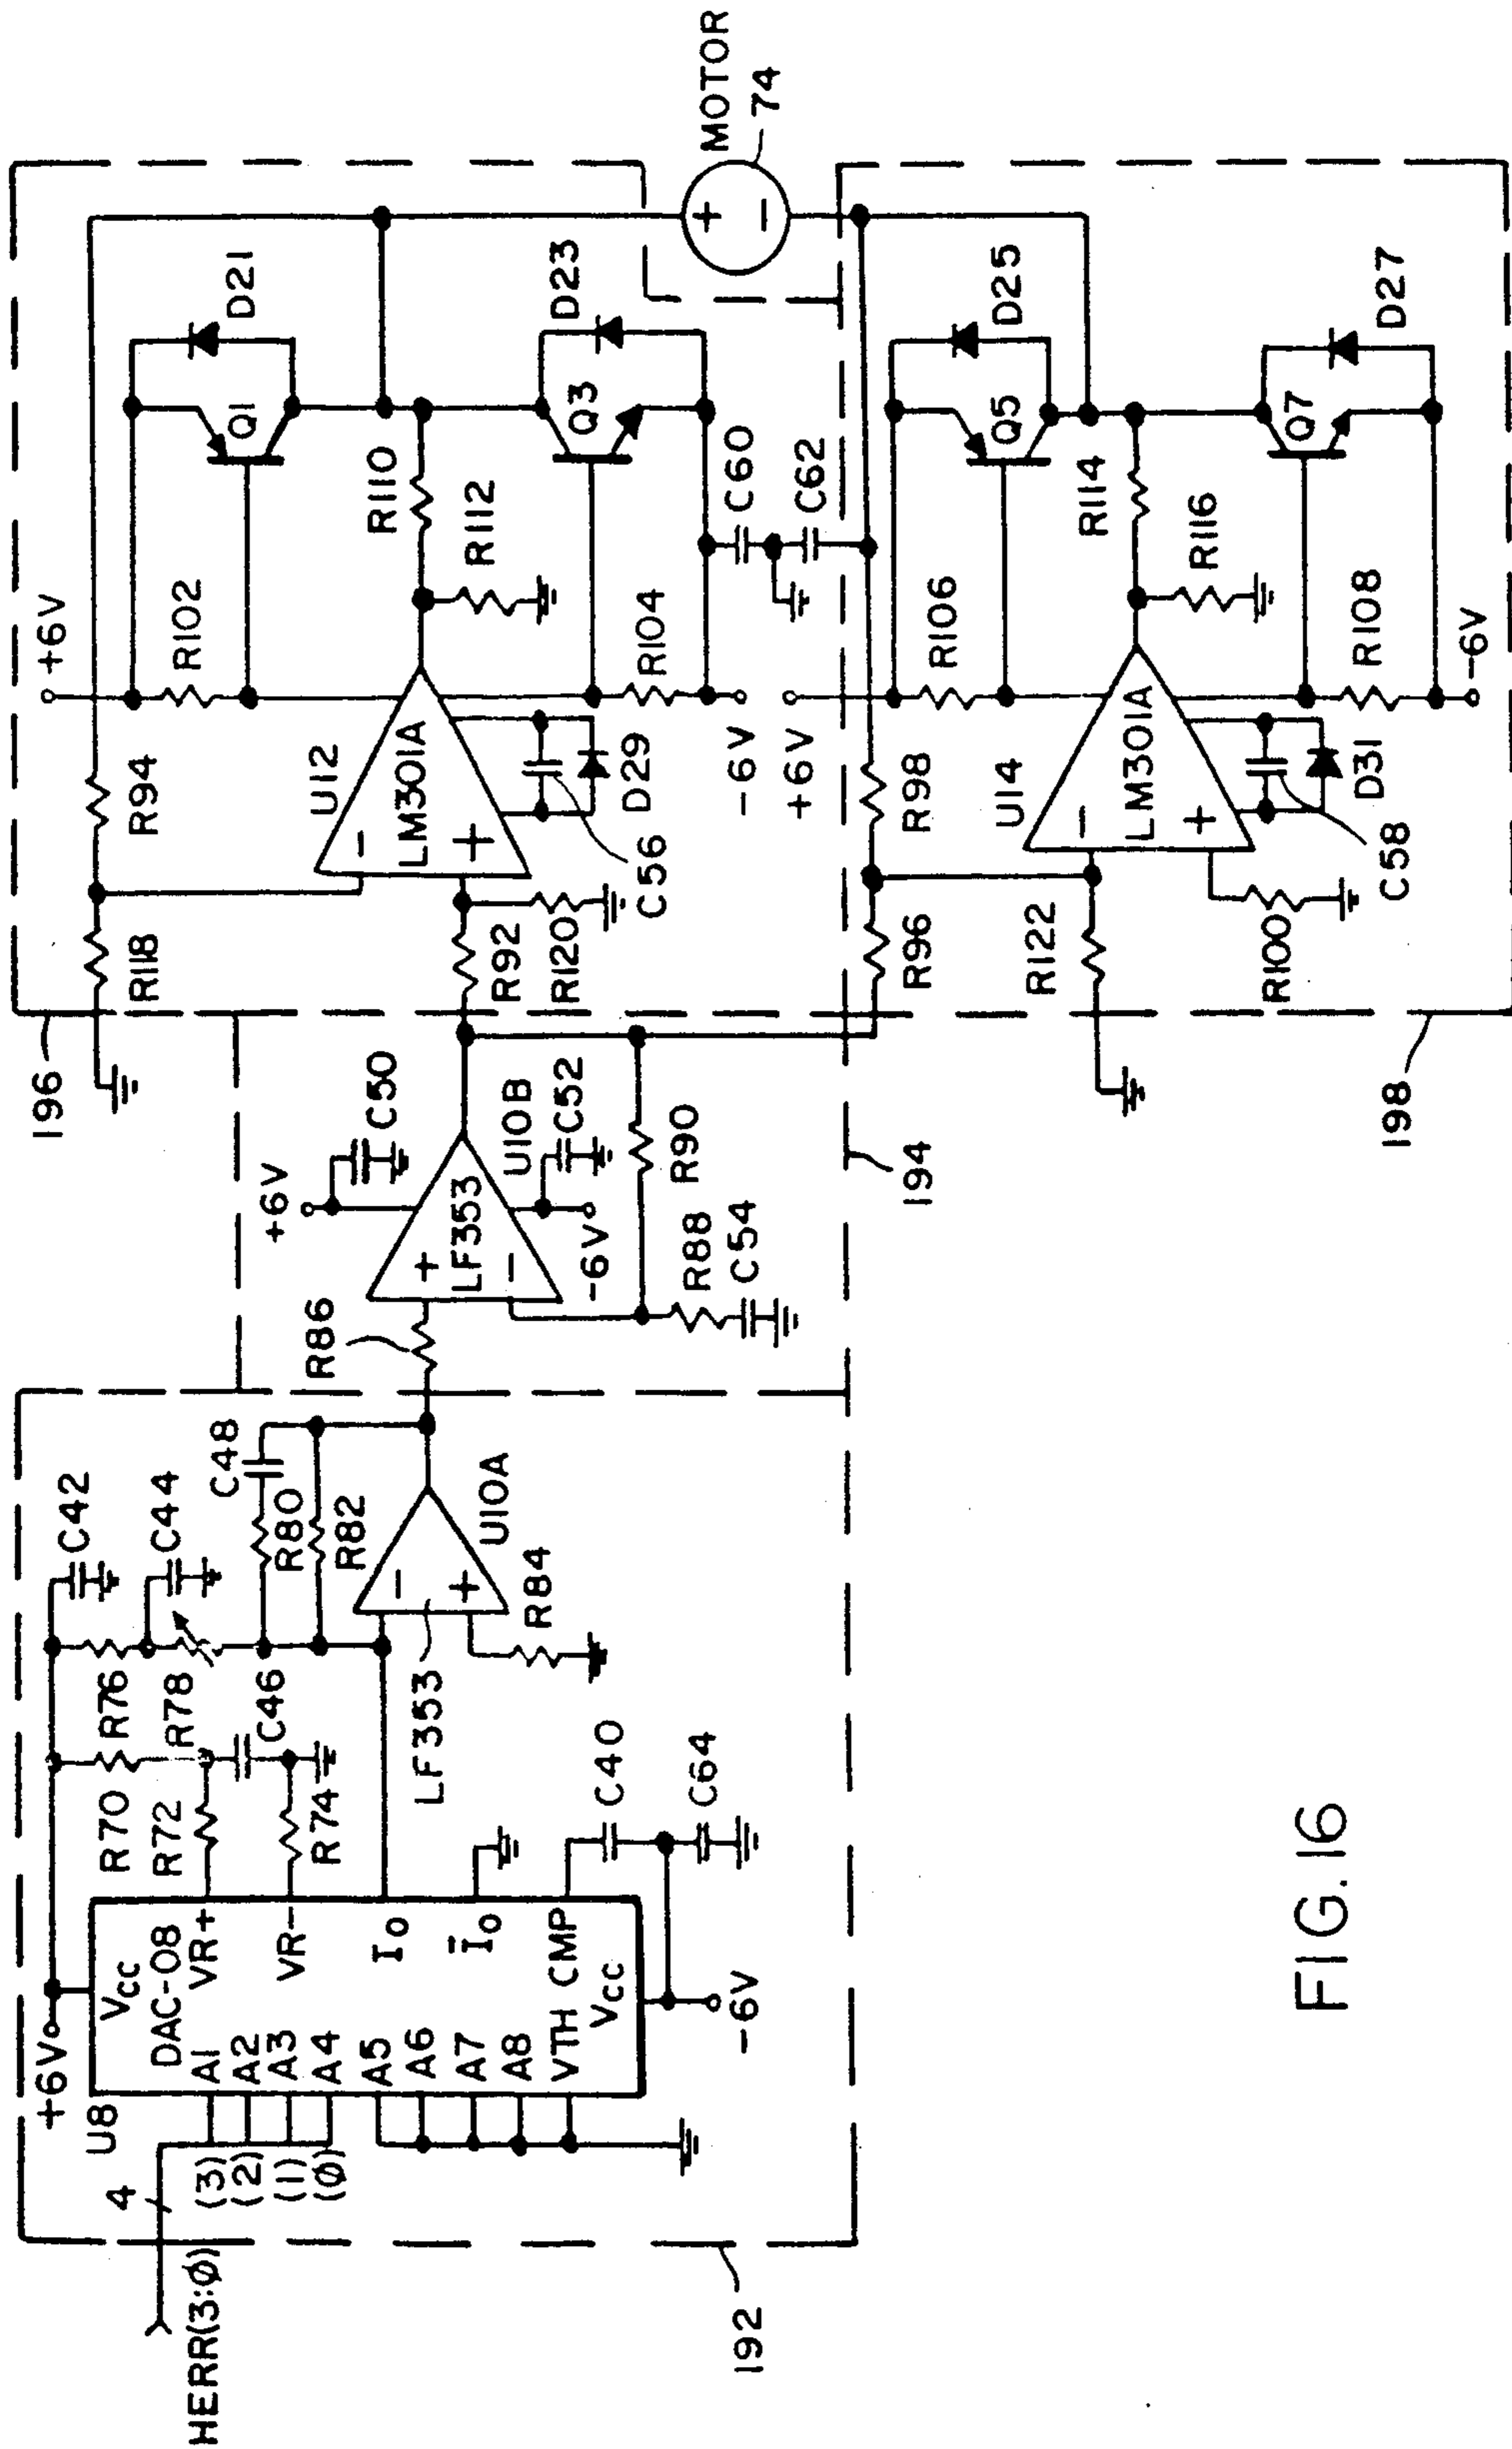 HERR(3:Ø)
192
4
(3)
(2)
(1)
(Ø)
U8
+6V
VCC
DAC-08
A1
A2
A3
A4
A5
A6
A7
A8
VTH
VR+
VR-
IO
ĪO
CMP
VCC
-6V
R70
R72
R74
C46
R76
R78
C42
C44
C40
C64
C48
R80
R82
LF353
U10A
R84
R86
+6V
C50
LF353
U10B
-6V
C52
R88
C54
R90
194
196
R118
R94
+6V
R92
R120
U12
LM301A
C56
D29
R102
R104
-6V
R110
R112
Q1
D21
Q3
D23
C60
C62
MOTOR
74
198
R96
R98
R122
R100
+6V
U14
LM301A
C58
D31
R106
R108
-6V
R114
R116
Q5
D25
Q7
D27
FIG. 16